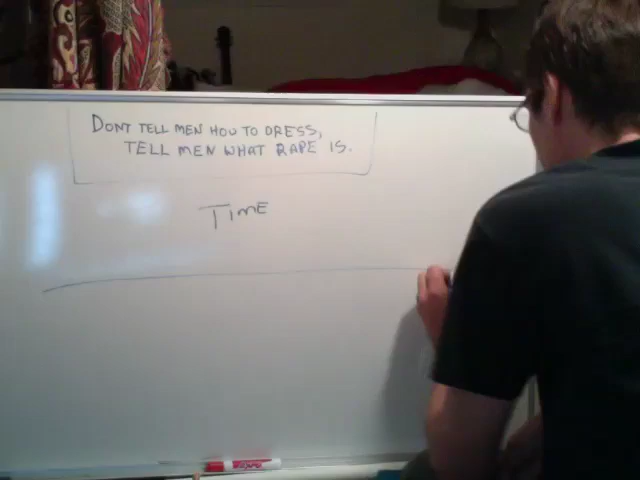 DONT TELL MEN HOW TO DRESS,
TELL MEN WHAT RAPE IS.
TIME